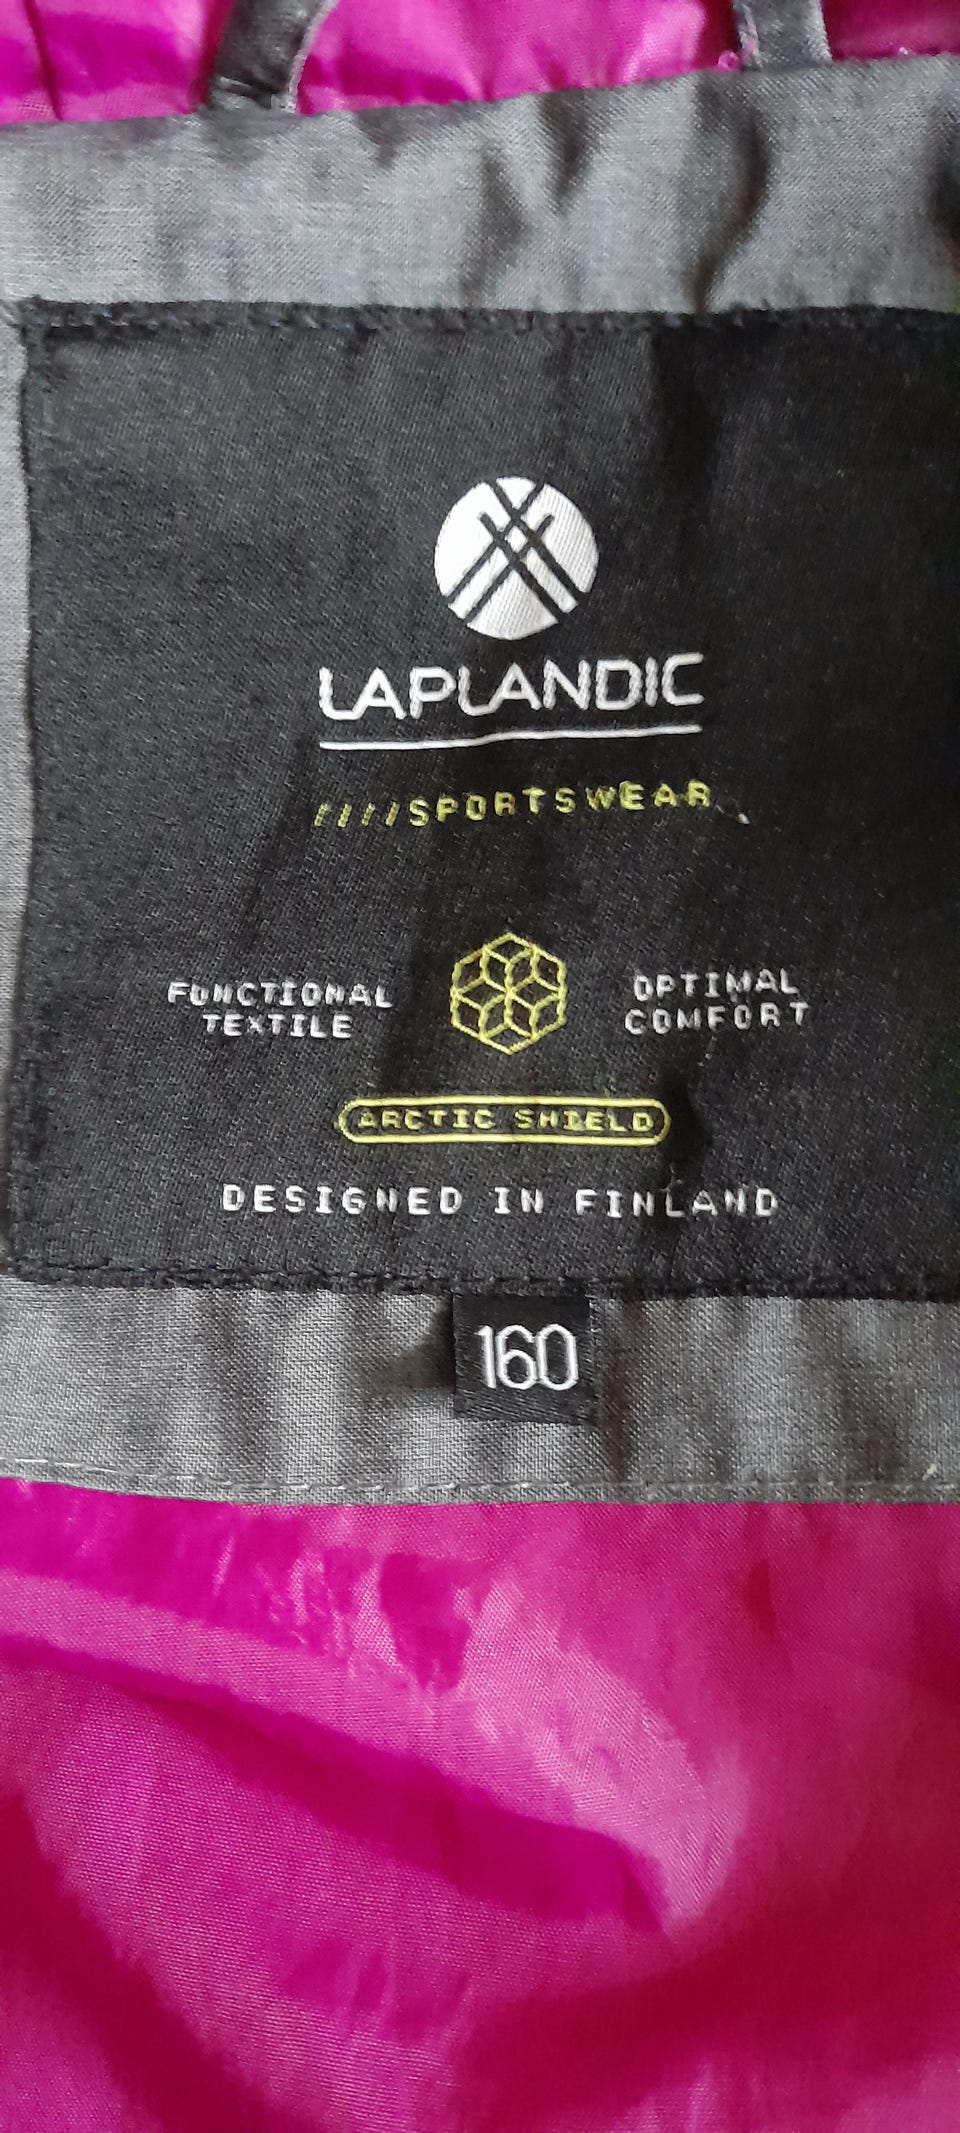 LAPLANDIC
////SPORTSWEAR
FUNCTIONAL
TEXTILE
OPTIMAL
COMFORT
ARCTIC SHIELD
DESIGNED IN FINLAND
160